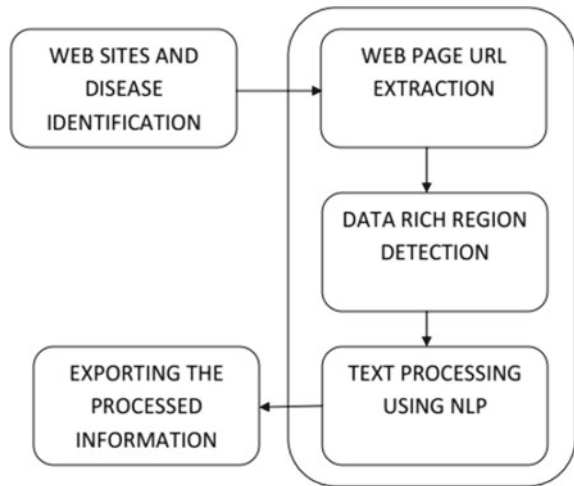 WEB SITES AND
DISEASE
IDENTIFICATION
WEB PAGE URL
EXTRACTION
DATA RICH REGION
DETECTION
TEXT PROCESSING
USING NLP
EXPORTING THE
PROCESSED
INFORMATION